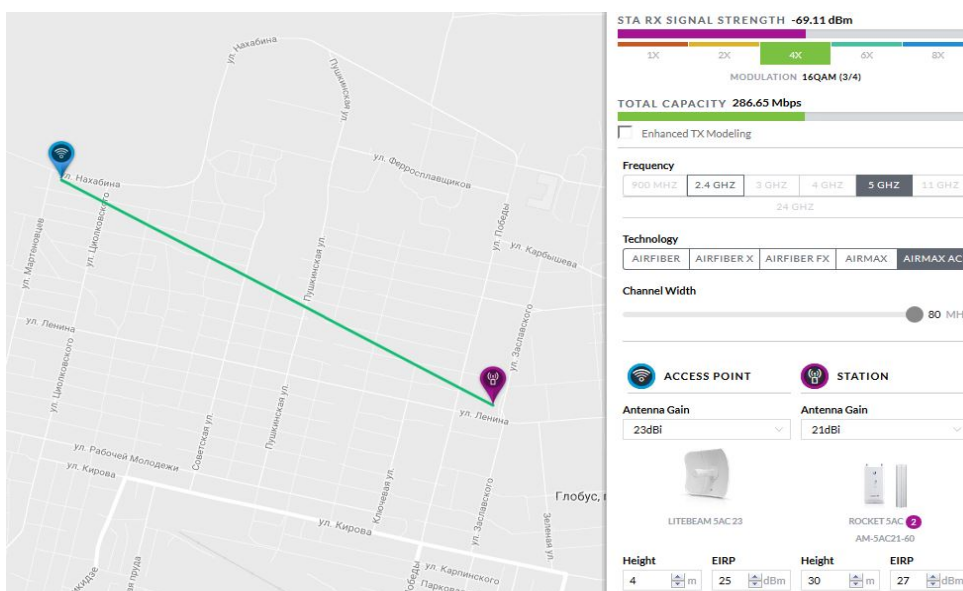 ул. Нахабина
Пушкинская ул.
ул. Ферросплавщиков
ул. Нахабина
ул. Мартеновцев
ул. Циолковского
ул. Победы
ул. Карбышева
Пушкинская ул.
ул. Заславского
ул. Ленина
ул. Циолковского
ул. Ленина
Советская ул.
Пушкинская ул.
ул. Рабочей Молодежи
ул. Кирова
Ключевая ул.
ул. Заславского
Глобус,
Зеленая ул.
ул. Кирова
ул. Карпинского
STA RX SIGNAL STRENGTH -69.11 dBm
1X 2X 4X 6X 8X
MODULATION 16QAM (3/4)
TOTAL CAPACITY 286.65 Mbps
Enhanced TX Modeling
Frequency
900 MHZ 2.4 GHZ 3 GHZ 4 GHZ 5 GHZ 11 GHZ
24 GHZ
Technology
AIRFIBER AIRFIBER X AIRFIBER FX AIRMAX AIRMAX AC
Channel Width
80 MH
ACCESS POINT STATION
Antenna Gain Antenna Gain
23dBi 21dBi
LITEBEAM 5AC 23 ROCKET 5AC 2
AM-5AC21-60
Height EIRP Height EIRP
4 m 25 dBm 30 m 27 dBm